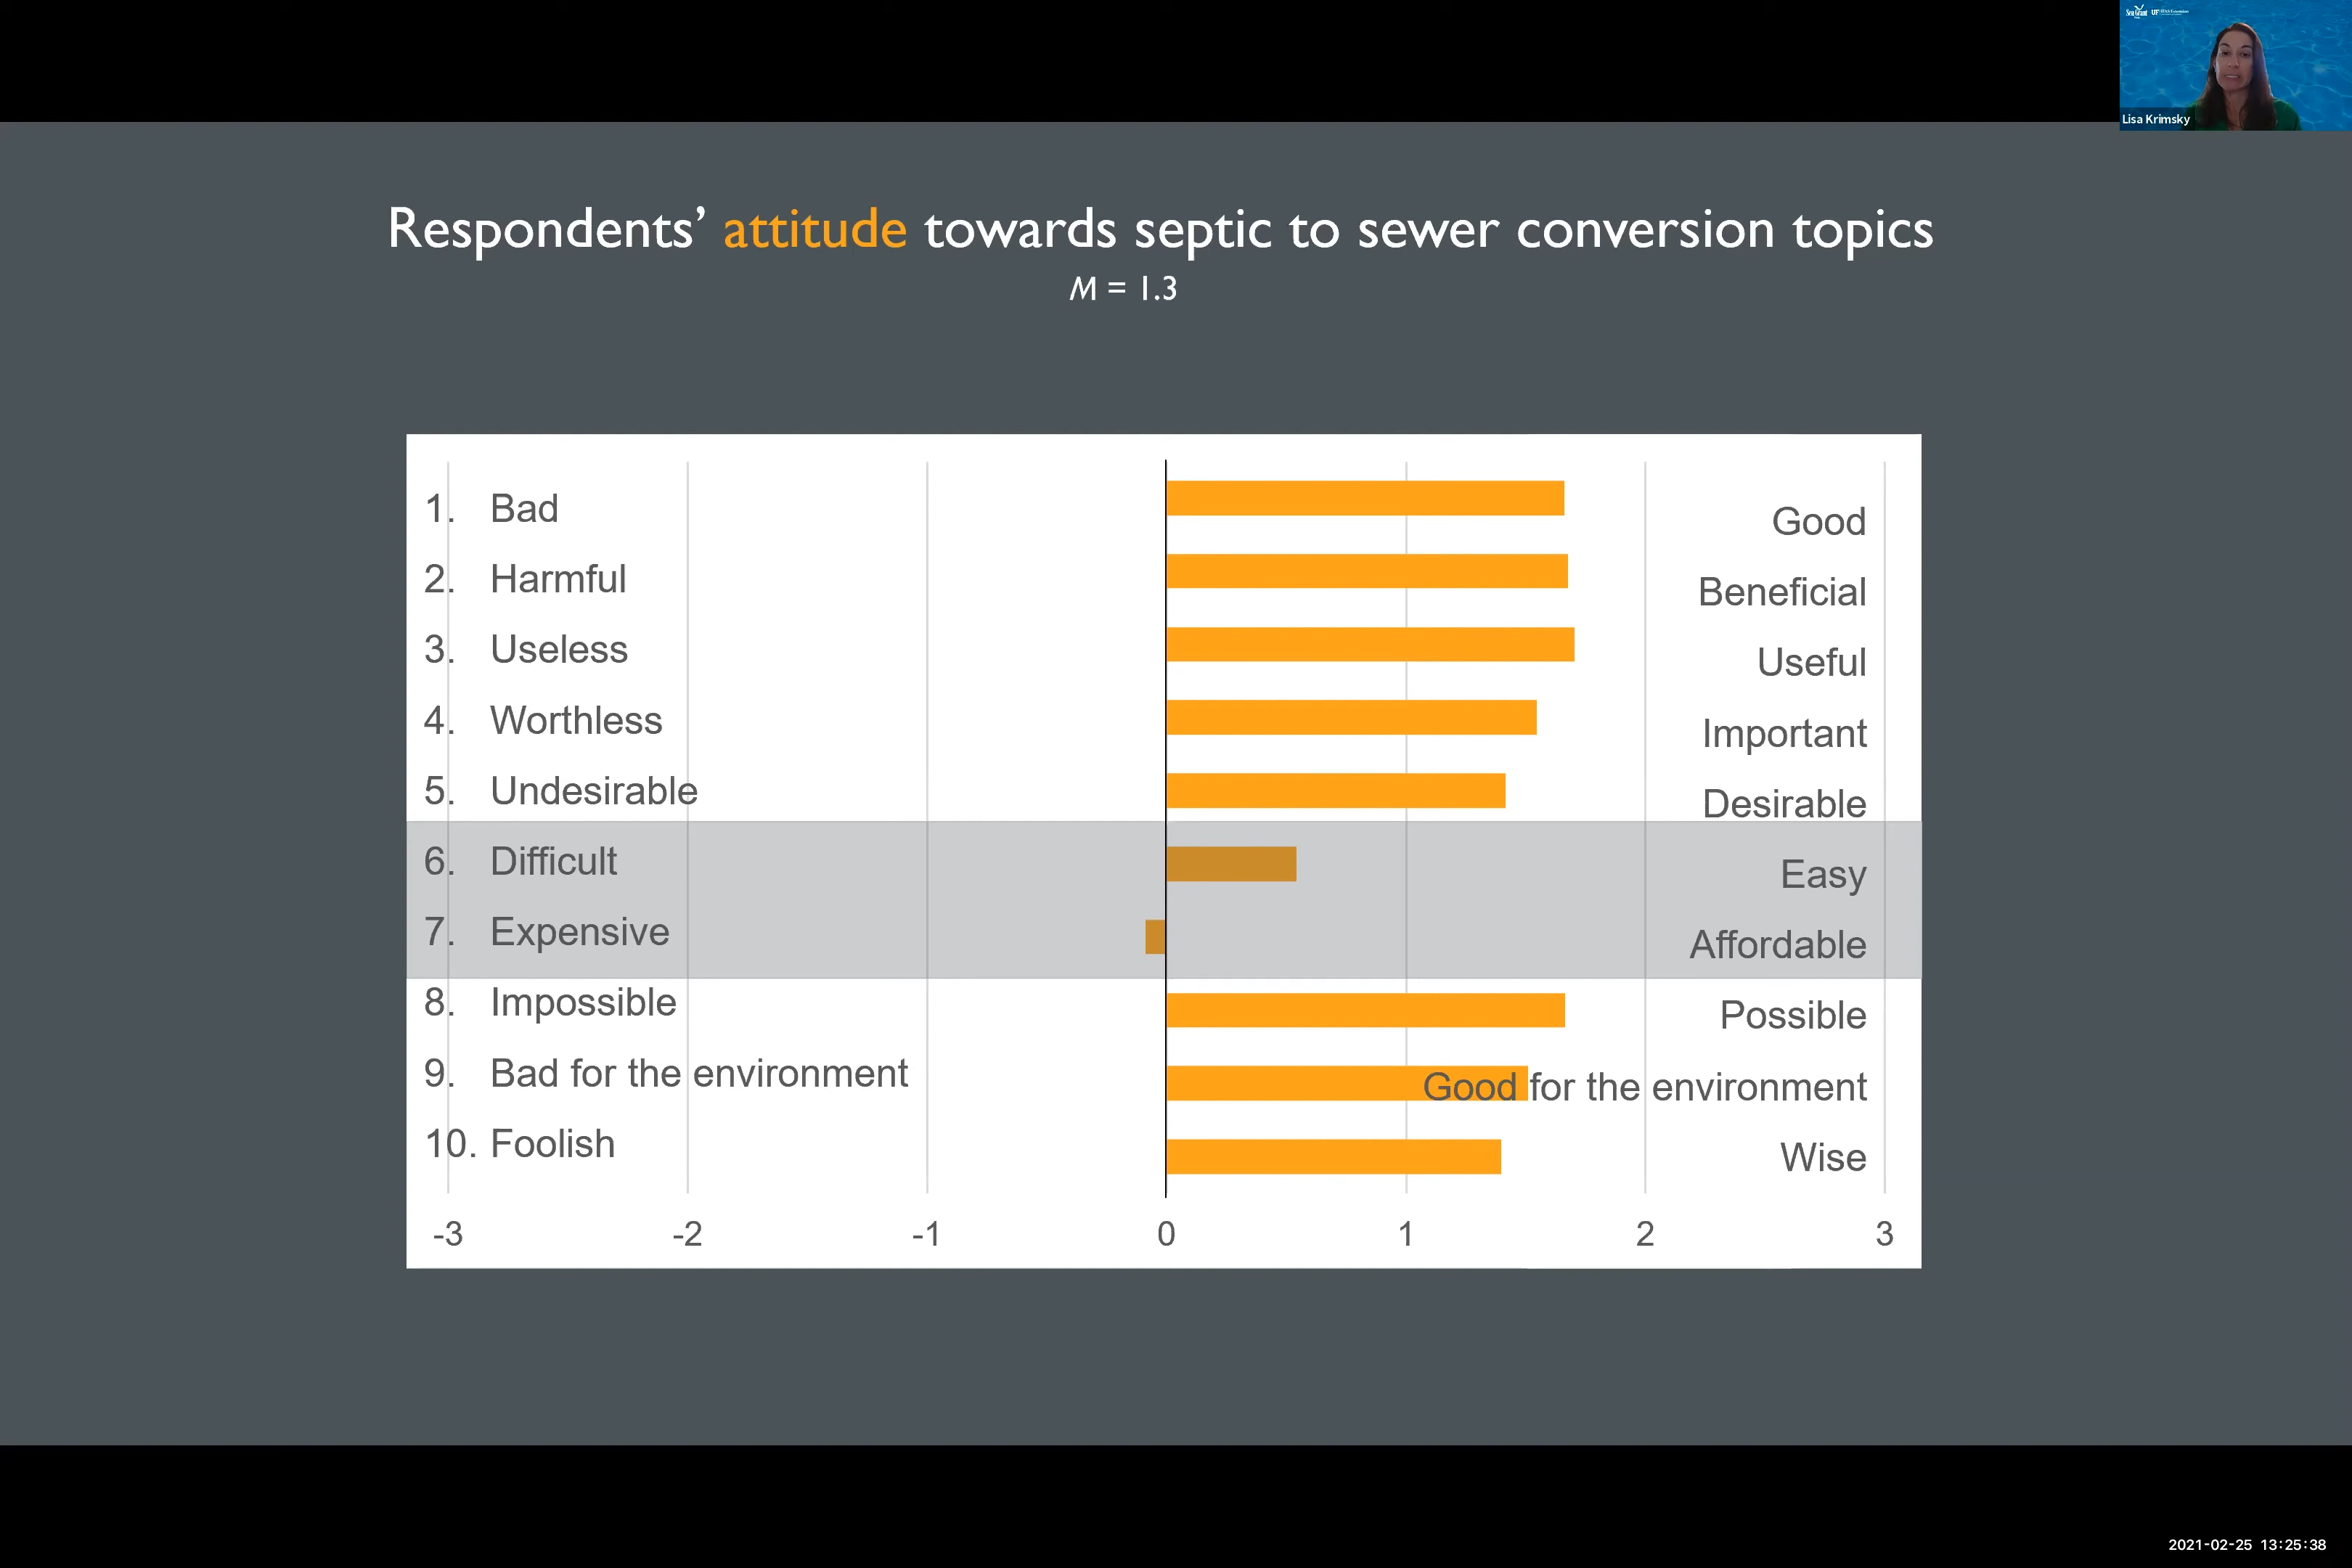 Sea Grant UF
Lisa Krimsky
Respondents’ attitude towards septic to sewer conversion topics
M = 1.3
1. Bad Good
2. Harmful Beneficial
3. Useless Useful
4. Worthless Important
5. Undesirable Desirable
6. Difficult Easy
7. Expensive Affordable
8. Impossible Possible
9. Bad for the environment Good for the environment
10. Foolish Wise
-3 -2 -1 0 1 2 3
2021-02-25 13:25:38